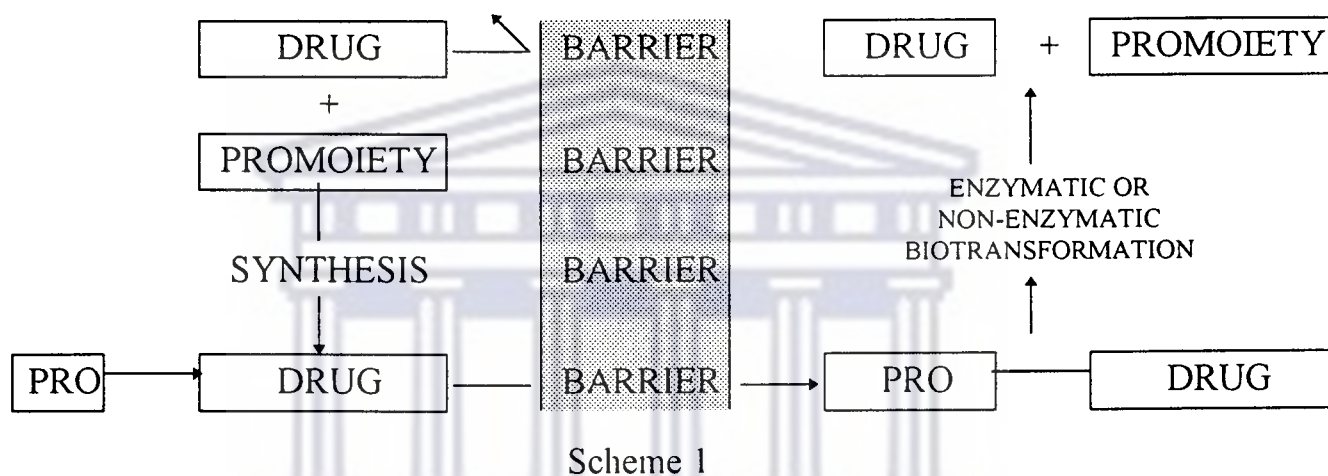 DRUG BARRIER DRUG + PROMOIETY
+
PROMOIETY BARRIER
ENZYMATIC OR
NON-ENZYMATIC
BIOTRANSFORMATION
SYNTHESIS BARRIER
PRO DRUG BARRIER PRO DRUG
Scheme 1